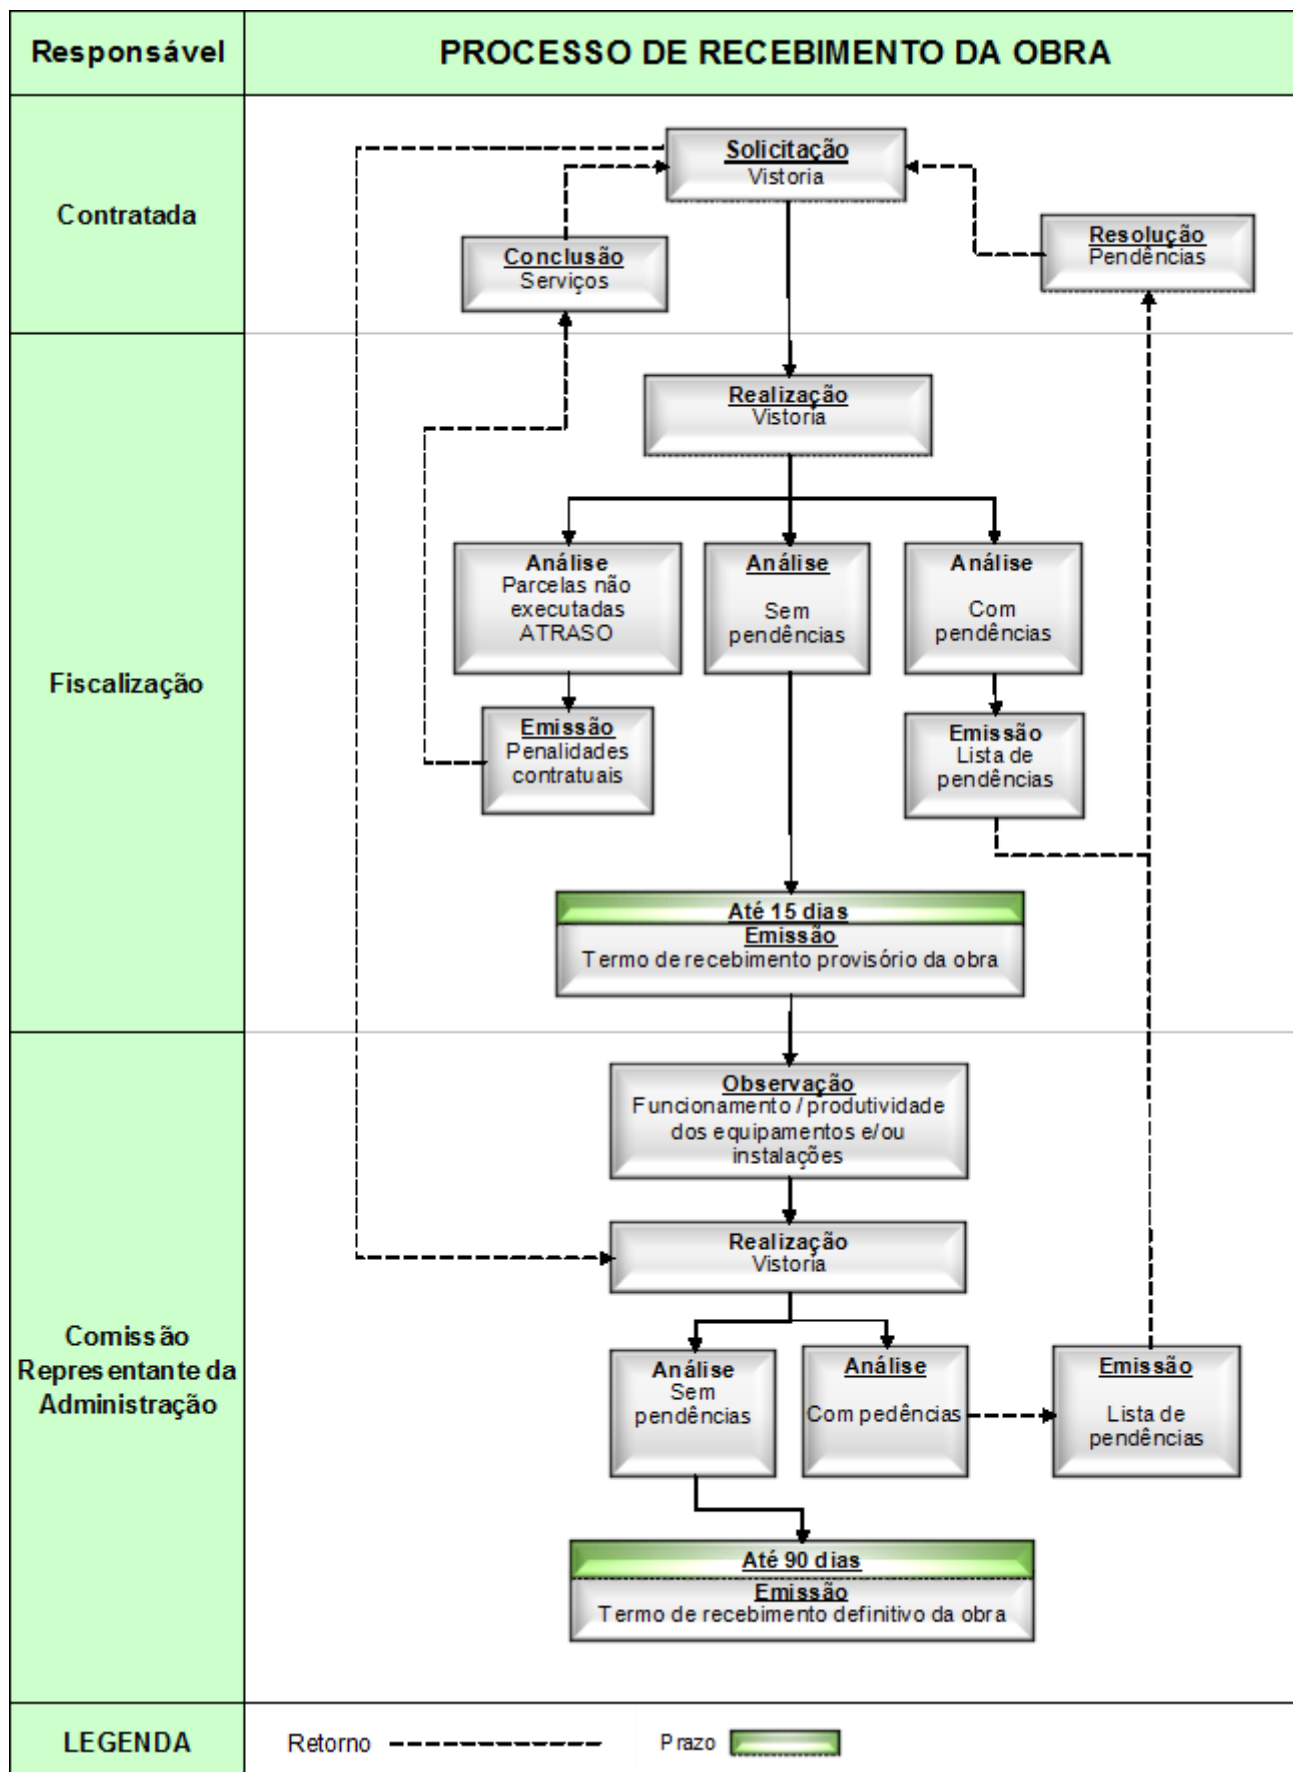 Responsável
PROCESSO DE RECEBIMENTO DA OBRA
Contratada
Solicitação
Vistoria
Conclusão
Serviços
Resolução
Pendências
Fiscalização
Realização
Vistoria
Análise
Parcelas não
executadas
ATRASO
Análise
Sem
pendências
Análise
Com
pendências
Emissão
Penalidades
contratuais
Emissão
Lista de
pendências
Até 15 dias
Emissão
Termo de recebimento provisório da obra
Comissão
Representante da
Administração
Observação
Funcionamento / produtividade
dos equipamentos e/ou
instalações
Realização
Vistoria
Análise
Sem
pendências
Análise
Com pedências
Emissão
Lista de
pendências
Até 90 dias
Emissão
Termo de recebimento definitivo da obra
LEGENDA
Retorno
Prazo